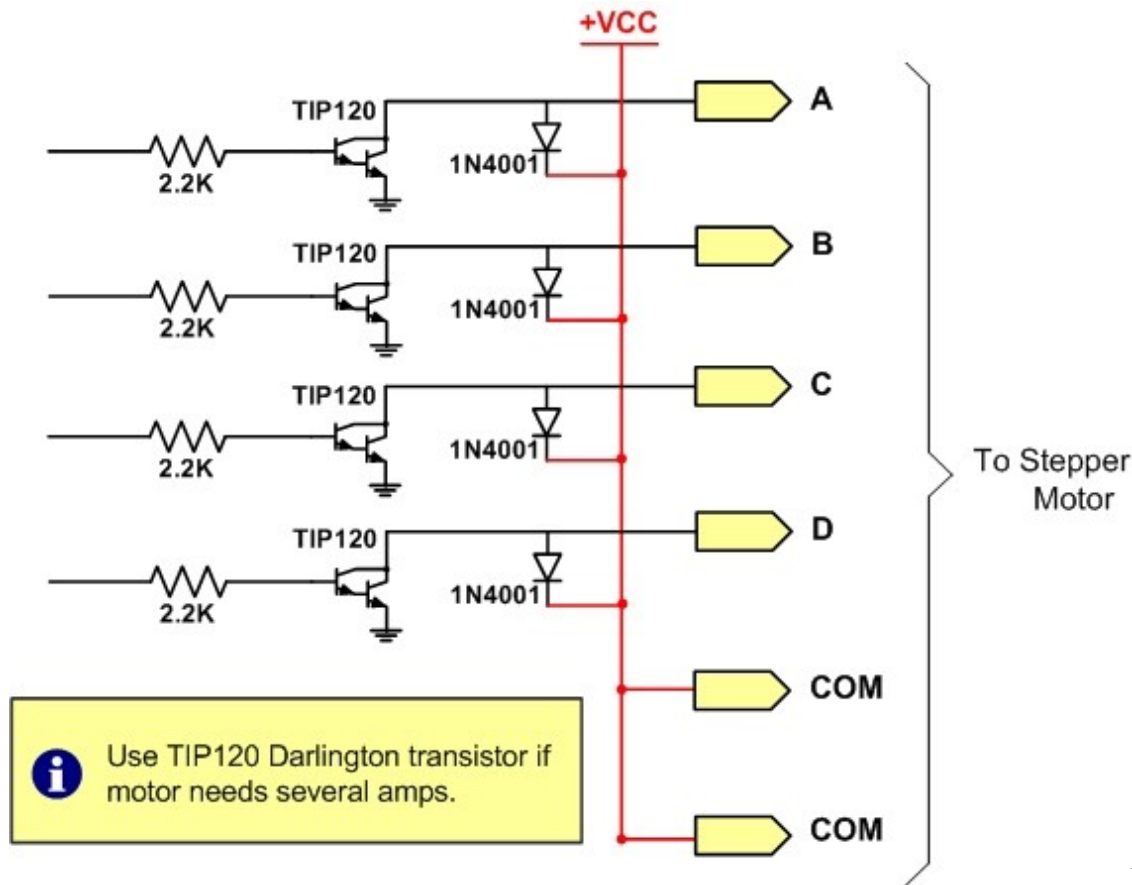 +VCC
TIP120
2.2K
1N4001
A
TIP120
2.2K
1N4001
B
TIP120
2.2K
1N4001
C
TIP120
2.2K
1N4001
D
To Stepper
Motor
COM
COM
i
Use TIP120 Darlington transistor if
motor needs several amps.